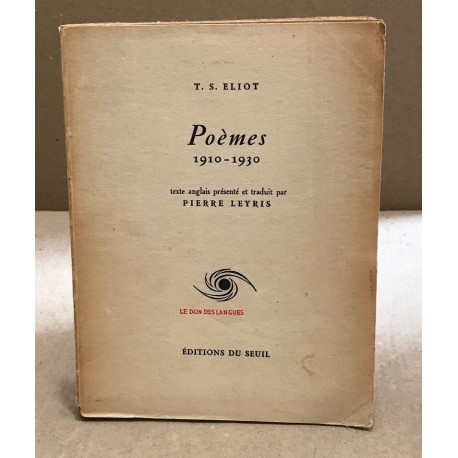 T. S. ELIOT
Poèmes
1910-1930
texte anglais présenté et traduit par
PIERRE LEYRIS
LE DON DES LANGUES
ÉDITIONS DU SEUIL